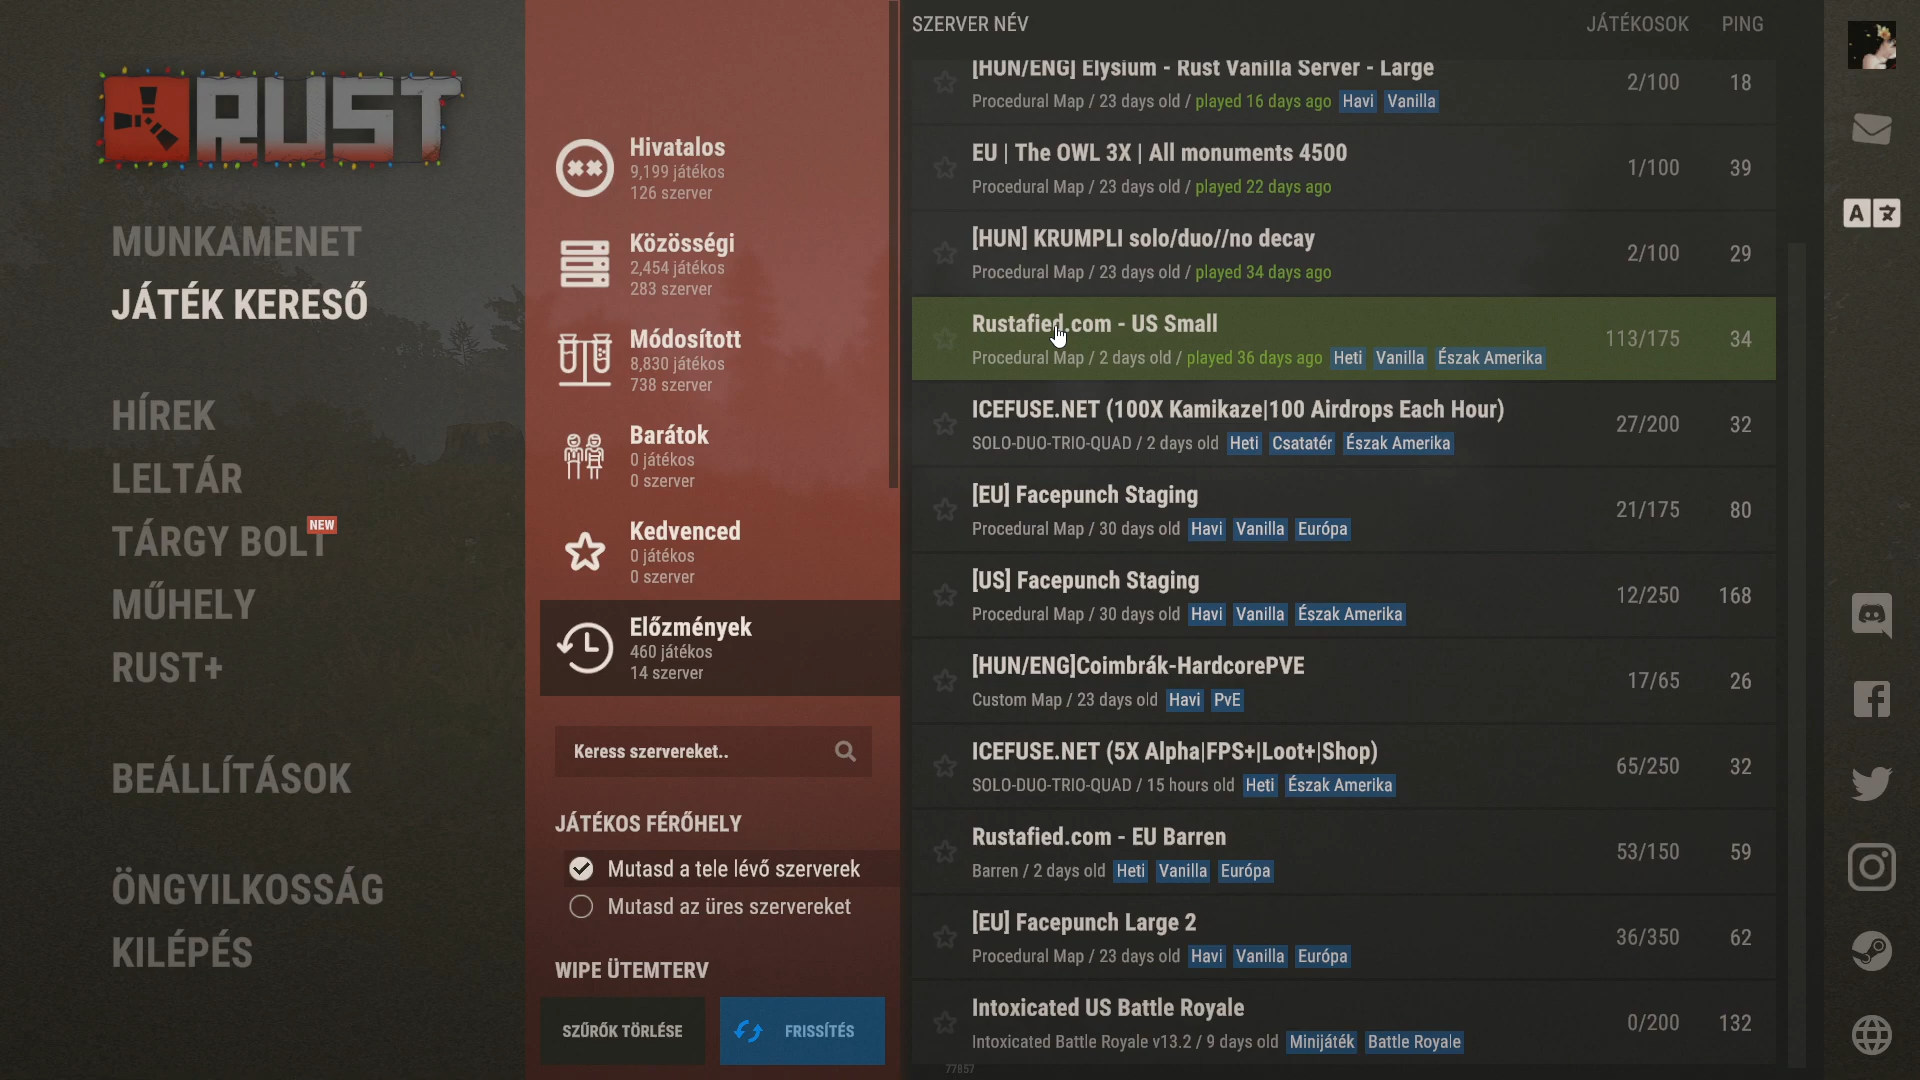 RUST
MUNKAMENET
JÁTÉK KERESŐ
HÍREK
LELTÁR
TÁRGY BOLT
NEW
MŰHELY
RUST+
BEÁLLÍTÁSOK
ÖNGYILKOSSÁG
KILÉPÉS
Hivatalos
9,199 játékos
126 szerver
Közösségi
2,454 játékos
283 szerver
Módosított
8,830 játékos
738 szerver
Barátok
0 játékos
0 szerver
Kedvenced
0 játékos
0 szerver
Előzmények
460 játékos
14 szerver
Keress szervereket..
JÁTÉKOS FÉRŐHELY
Mutasd a tele lévő szerverek
Mutasd az üres szervereket
WIPE ÜTEMTERV
SZŰRŐK TÖRLÉSE
FRISSÍTÉS
SZERVER NÉV JÁTÉKOSOK PING
[HUN/ENG] Elysium - Rust Vanilla Server - Large
Procedural Map / 23 days old / played 16 days ago Havi Vanilla
2/100 18
EU | The OWL 3X | All monuments 4500
Procedural Map / 23 days old / played 22 days ago
1/100 39
[HUN] KRUMPLI solo/duo//no decay
Procedural Map / 23 days old / played 34 days ago
2/100 29
Rustafied.com - US Small
Procedural Map / 2 days old / played 36 days ago Heti Vanilla Észak Amerika
113/175 34
ICEFUSE.NET (100X Kamikaze|100 Airdrops Each Hour)
SOLO-DUO-TRIO-QUAD / 2 days old Heti Csatatér Észak Amerika
27/200 32
[EU] Facepunch Staging
Procedural Map / 30 days old Havi Vanilla Európa
21/175 80
[US] Facepunch Staging
Procedural Map / 30 days old Havi Vanilla Észak Amerika
12/250 168
[HUN/ENG]Coimbrák-HardcorePVE
Custom Map / 23 days old Havi PvE
17/65 26
ICEFUSE.NET (5X Alpha|FPS+|Loot+|Shop)
SOLO-DUO-TRIO-QUAD / 15 hours old Heti Észak Amerika
65/250 32
Rustafied.com - EU Barren
Barren / 2 days old Heti Vanilla Európa
53/150 59
[EU] Facepunch Large 2
Procedural Map / 23 days old Havi Vanilla Európa
36/350 62
Intoxicated US Battle Royale
Intoxicated Battle Royale v13.2 / 9 days old Minijáték Battle Royale
0/200 132
77857
A